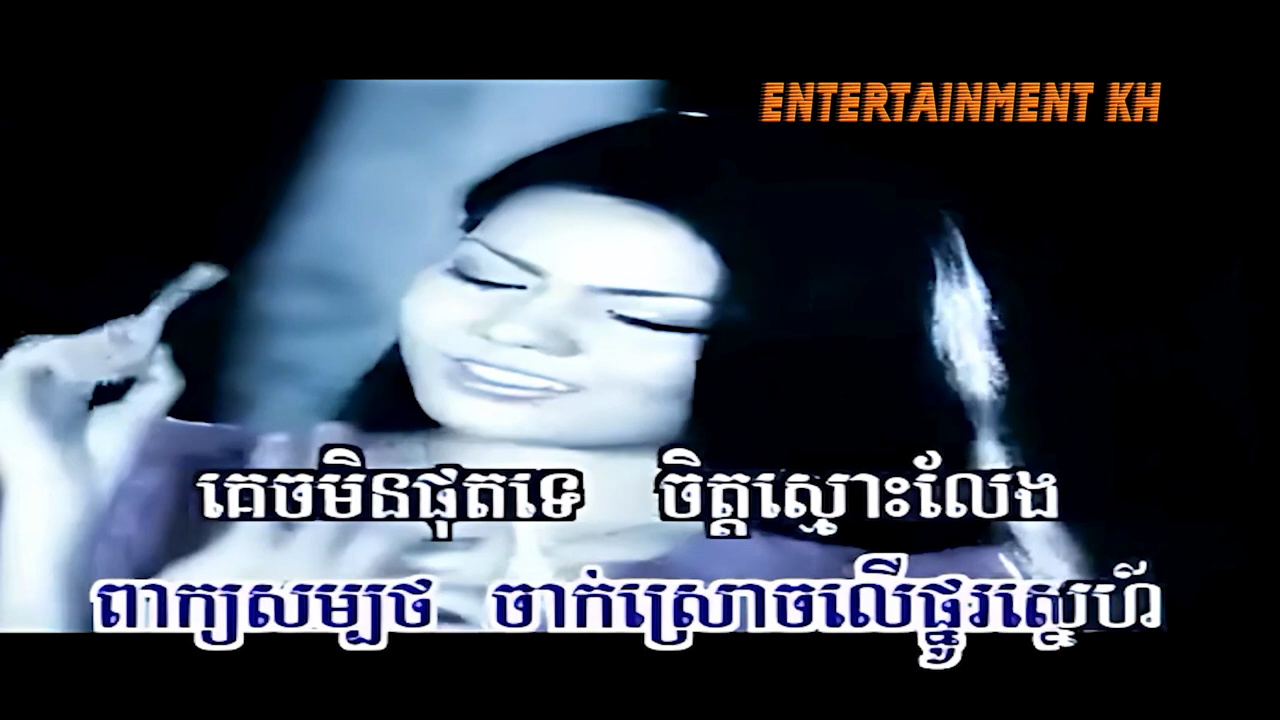 ENTERTAINMENT KH
គេចមិនផុតទេ ចិត្តស្មោះលែង
ពាក្យសម្បថ ចាក់ស្រោចលើផ្នូរស្នេហ៍